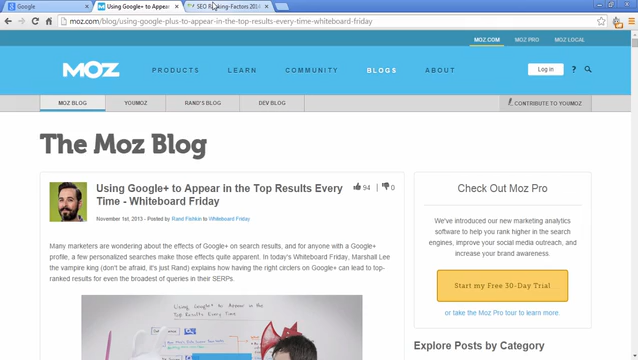 Google
Using Google+ to Appear in
SEO Ranking-Factors 2014
moz.com/blog/using-google-plus-to-appear-in-the-top-results-every-time-whiteboard-friday
MOZ.COM MOZ PRO MOZ LOCAL
MOZ PRODUCTS LEARN COMMUNITY BLOGS ABOUT Log in ?
MOZ BLOG YOUMOZ RAND'S BLOG DEV BLOG CONTRIBUTE TO YOUMOZ
The Moz Blog
Using Google+ to Appear in the Top Results Every
Time - Whiteboard Friday
94 0
November 1st, 2013 - Posted by Rand Fishkin to Whiteboard Friday
Many marketers are wondering about the effects of Google+ on search results, and for anyone with a Google+
profile, a few personalized searches make those effects quite apparent. In today's Whiteboard Friday, Marshall Lee
the vampire king (don't be afraid, it's just Rand) explains how having the right circlers on Google+ can lead to top-
ranked results for even the broadest of queries in their SERPs.
Using Google+ to Appear in the
Top Results Every Time
Check Out Moz Pro
We've introduced our new marketing analytics
software to help you rank higher in the search
engines, improve your social media outreach, and
increase your brand awareness.
Start my Free 30-Day Trial
or take the Moz Pro tour to learn more.
Explore Posts by Category